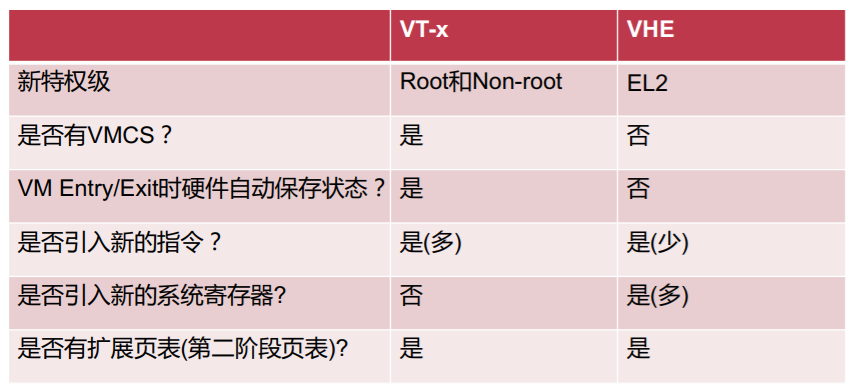 VT-x VHE
新特权级 Root和Non-root EL2
是否有VMCS？ 是 否
VM Entry/Exit时硬件自动保存状态？ 是 否
是否引入新的指令？ 是(多) 是(少)
是否引入新的系统寄存器? 否 是(多)
是否有扩展页表(第二阶段页表)? 是 是